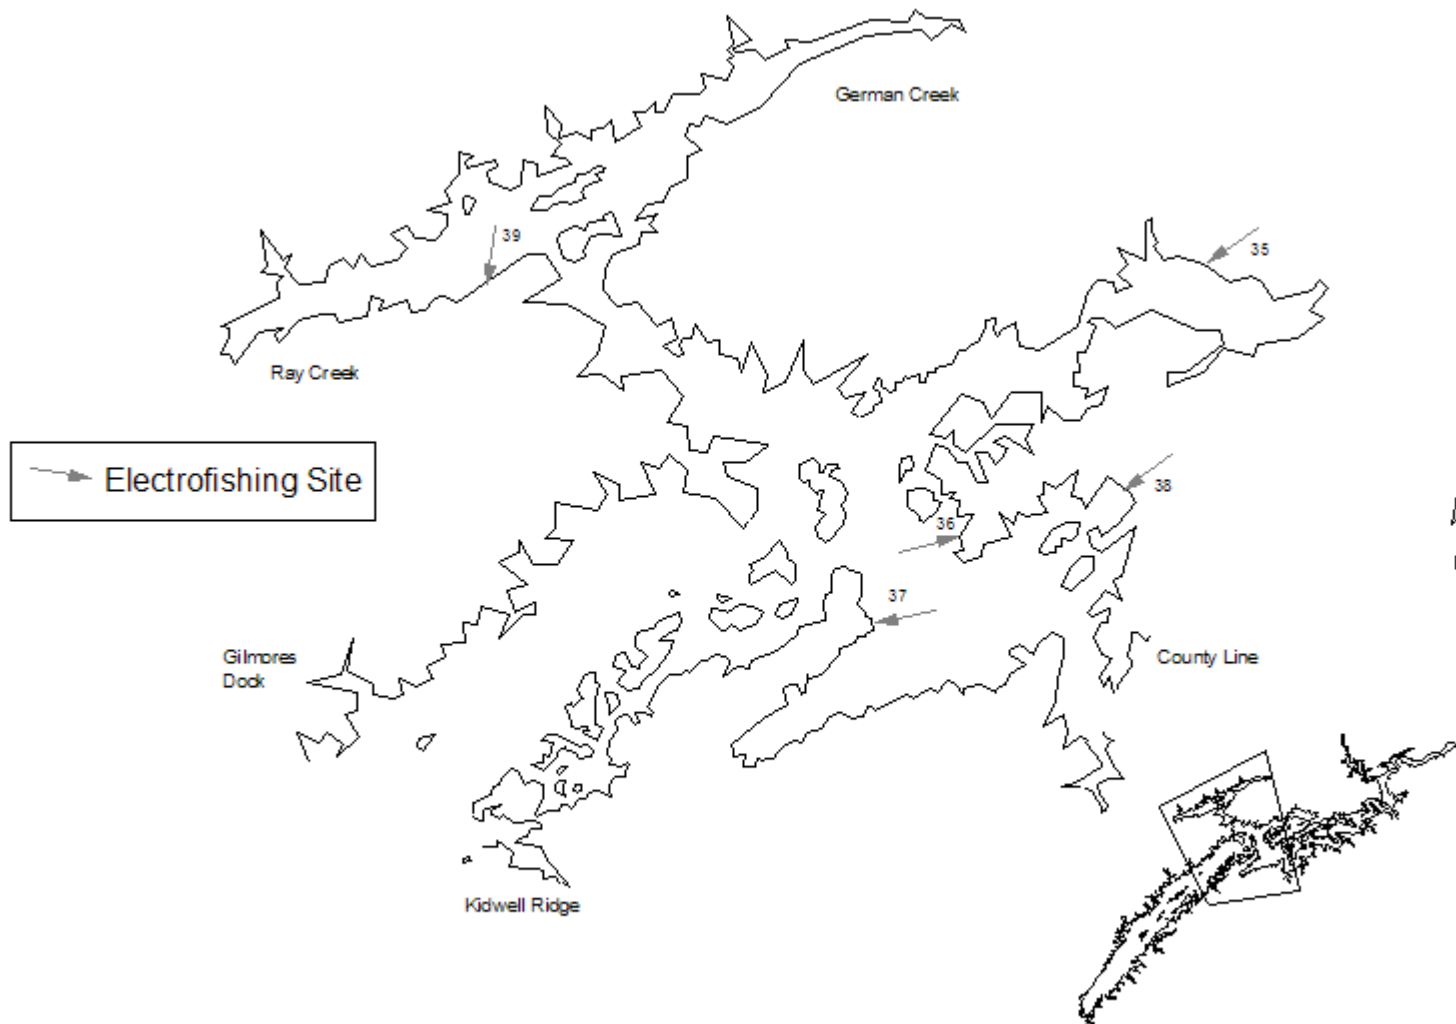 German Creek
39
35
Ray Creek
Electrofishing Site
38
36
37
Gilmores
Dock
County Line
Kidwell Ridge